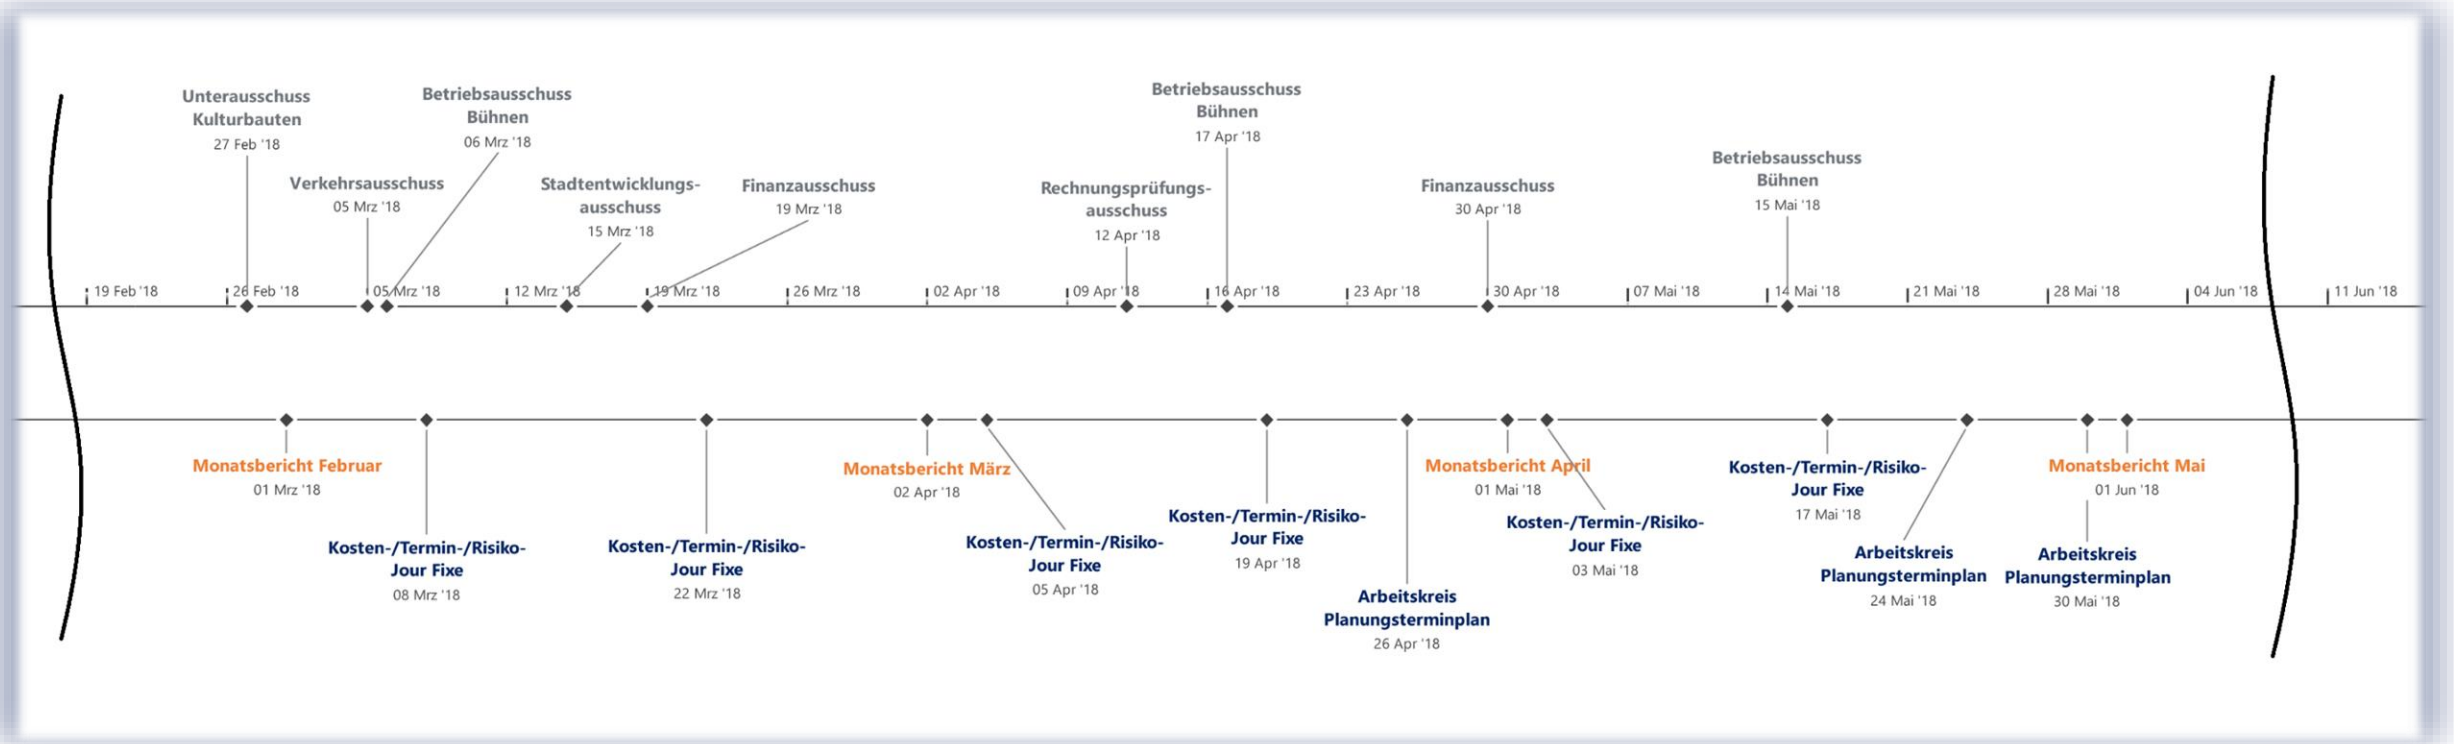 Unterausschuss
Kulturbauten
27 Feb '18
Verkehrsausschuss
05 Mrz '18
Betriebsausschuss
Bühnen
06 Mrz '18
Stadtentwicklungs-
ausschuss
15 Mrz '18
Finanzausschuss
19 Mrz '18
Rechnungsprüfungs-
ausschuss
12 Apr '18
Betriebsausschuss
Bühnen
17 Apr '18
Finanzausschuss
30 Apr '18
Betriebsausschuss
Bühnen
15 Mai '18
19 Feb '18 26 Feb '18 05 Mrz '18 12 Mrz '18 19 Mrz '18 26 Mrz '18 02 Apr '18 09 Apr '18 16 Apr '18 23 Apr '18 30 Apr '18 07 Mai '18 14 Mai '18 21 Mai '18 28 Mai '18 04 Jun '18 11 Jun '18
Monatsbericht Februar
01 Mrz '18
Kosten-/Termin-/Risiko-
Jour Fixe
08 Mrz '18
Kosten-/Termin-/Risiko-
Jour Fixe
22 Mrz '18
Monatsbericht März
02 Apr '18
Kosten-/Termin-/Risiko-
Jour Fixe
05 Apr '18
Kosten-/Termin-/Risiko-
Jour Fixe
19 Apr '18
Arbeitskreis
Planungsterminplan
26 Apr '18
Monatsbericht April
01 Mai '18
Kosten-/Termin-/Risiko-
Jour Fixe
03 Mai '18
Kosten-/Termin-/Risiko-
Jour Fixe
17 Mai '18
Arbeitskreis
Planungsterminplan
24 Mai '18
Monatsbericht Mai
01 Jun '18
Arbeitskreis
Planungsterminplan
30 Mai '18